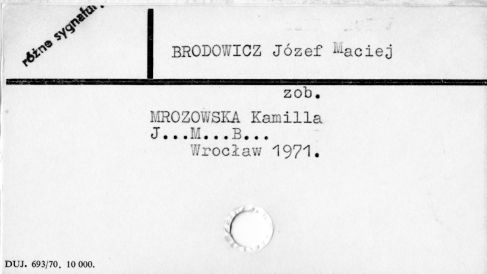 różne sygnatury
BRODOWICZ Józef Maciej
zob.
MROZOWSKA Kamilla
J...M...B...
Wrocław 1971.
DUJ. 693/70, 10 000.